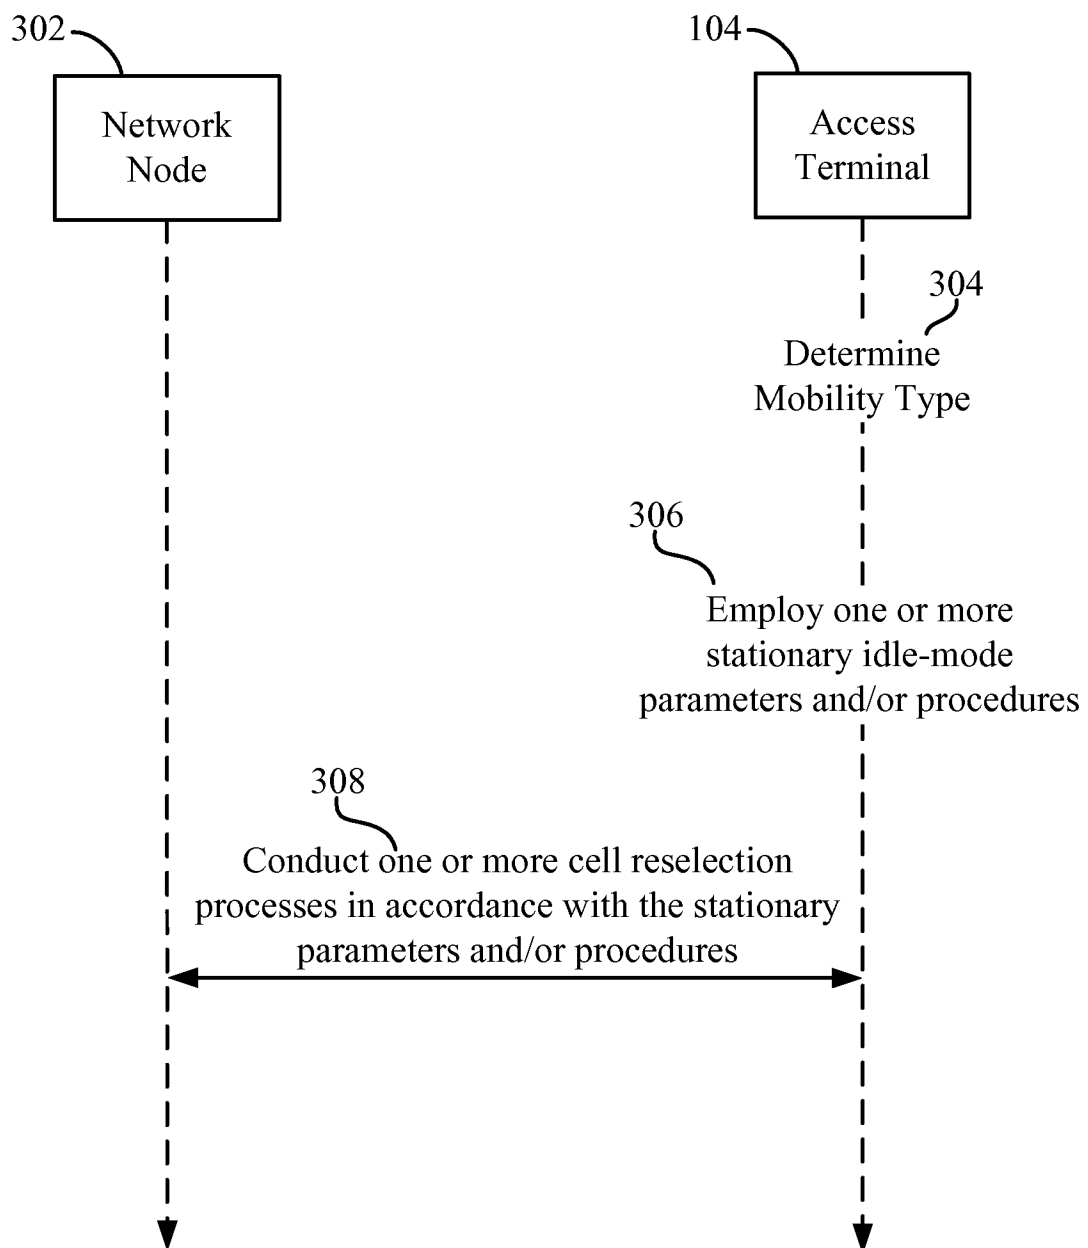 302
104
Network
Node
Access
Terminal
304
Determine
Mobility Type
306
Employ one or more
stationary idle-mode
parameters and/or procedures
308
Conduct one or more cell reselection
processes in accordance with the stationary
parameters and/or procedures